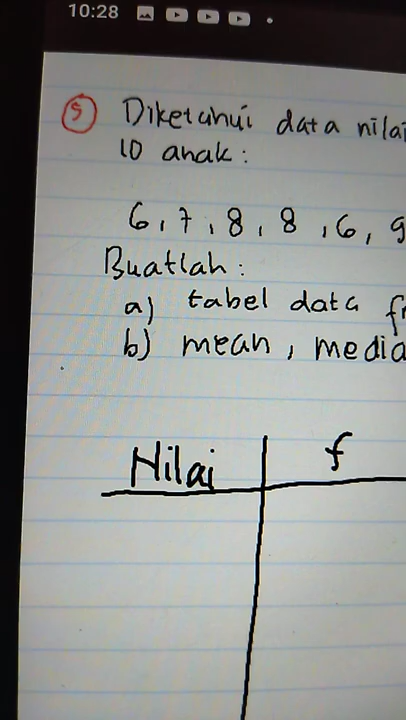 10:28
5 Diketahui data nilai
10 anak :
6, 7, 8, 8, 6, 9
Buatlah :
a) tabel data fr
b) mean, media
Nilai f